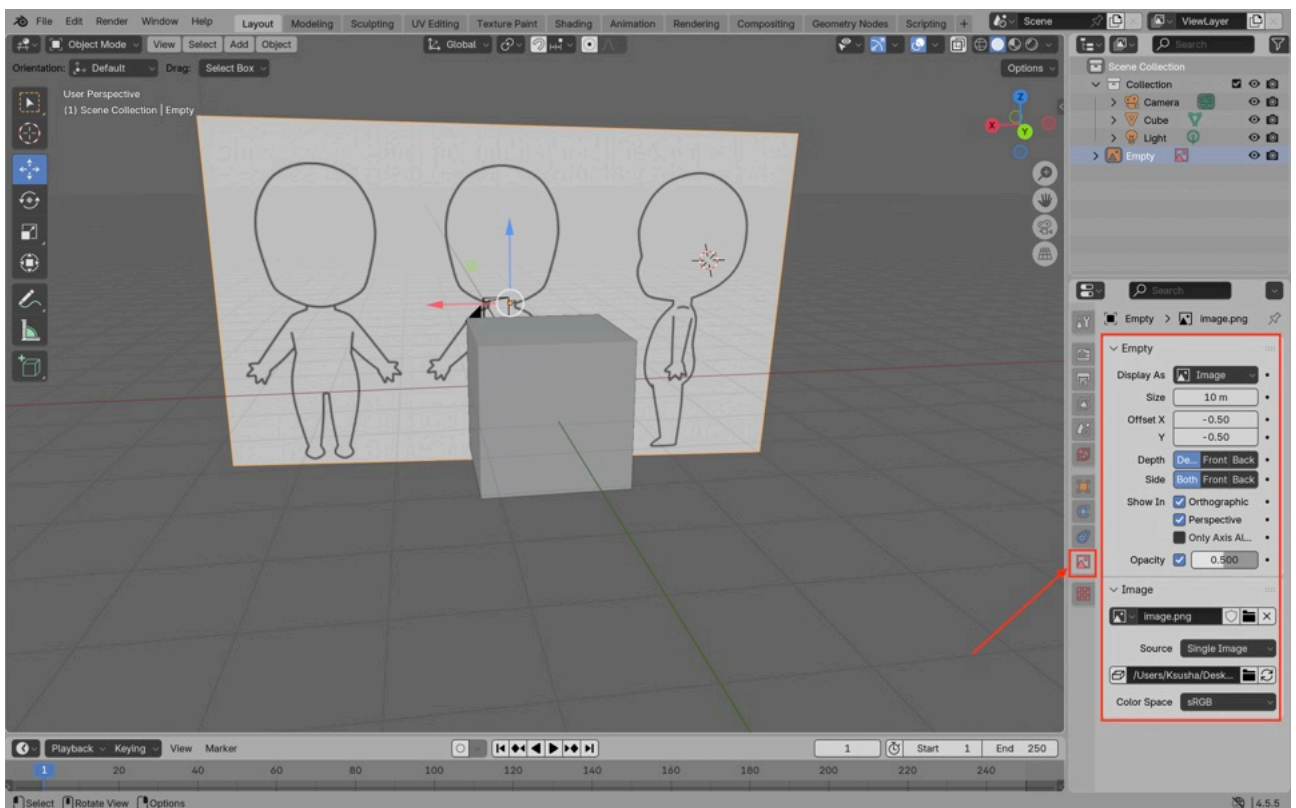 File Edit Render Window Help Layout Modeling Sculpting UV Editing Texture Paint Shading Animation Rendering Compositing Geometry Nodes Scripting + Scene ViewLayer
Object Mode View Select Add Object Global Search
Orientation: Default Drag: Select Box Options
Scene Collection
Collection
Camera
Cube
Light
Empty
User Perspective
(1) Scene Collection | Empty
Z
X
Y
Search
Empty > image.png
Empty
Display As Image
Size 10 m
Offset X -0.50
Y -0.50
Depth De... Front Back
Side Both Front Back
Show In Orthographic
Perspective
Only Axis Al...
Opacity 0.500
Image
image.png
Source Single Image
/Users/Ksusha/Desk...
Color Space sRGB
Playback Keying View Marker 1 Start 1 End 250
1 20 40 60 80 100 120 140 160 180 200 220 240
Select Rotate View Options 4.5.5